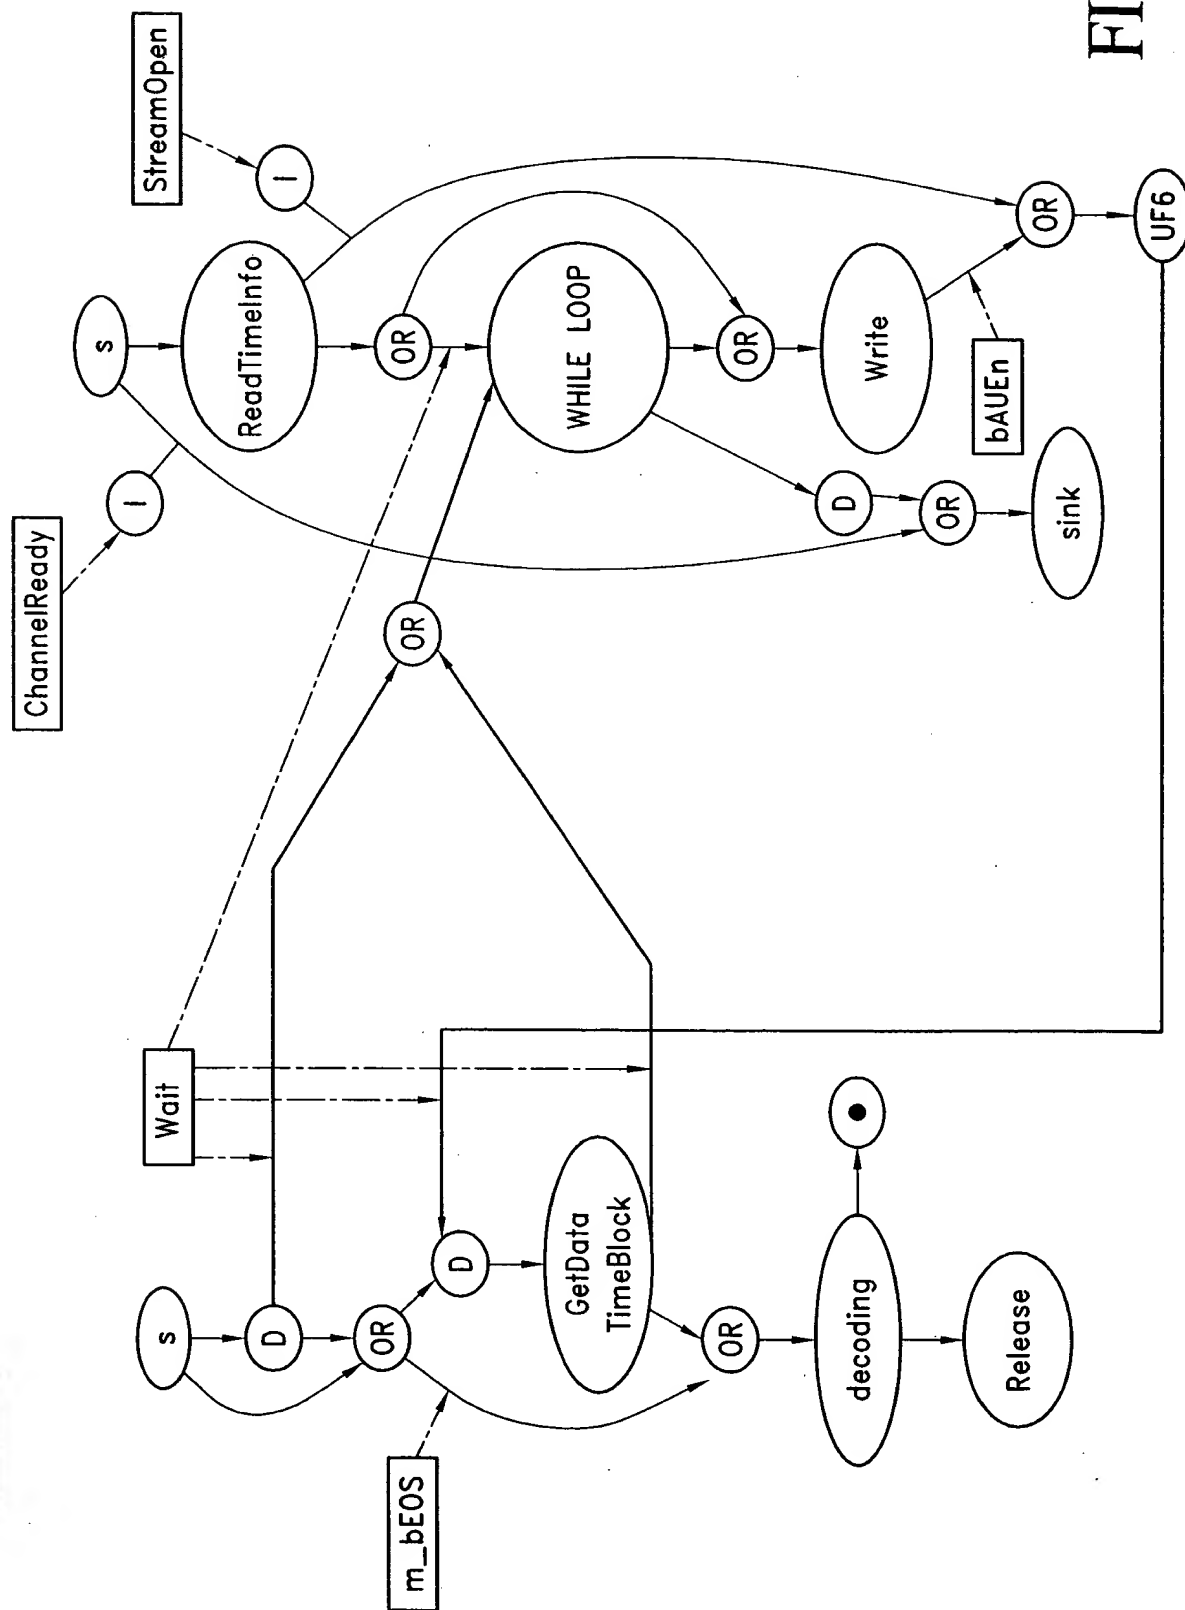 StreamOpen
ChannelReady
I
I
s
ReadTimeInfo
OR
WHILE LOOP
OR
Write
bAUEn
OR
UF6
D
OR
sink
OR
Wait
s
D
OR
D
GetData
TimeBlock
m_bEOS
OR
decoding
Release
FI